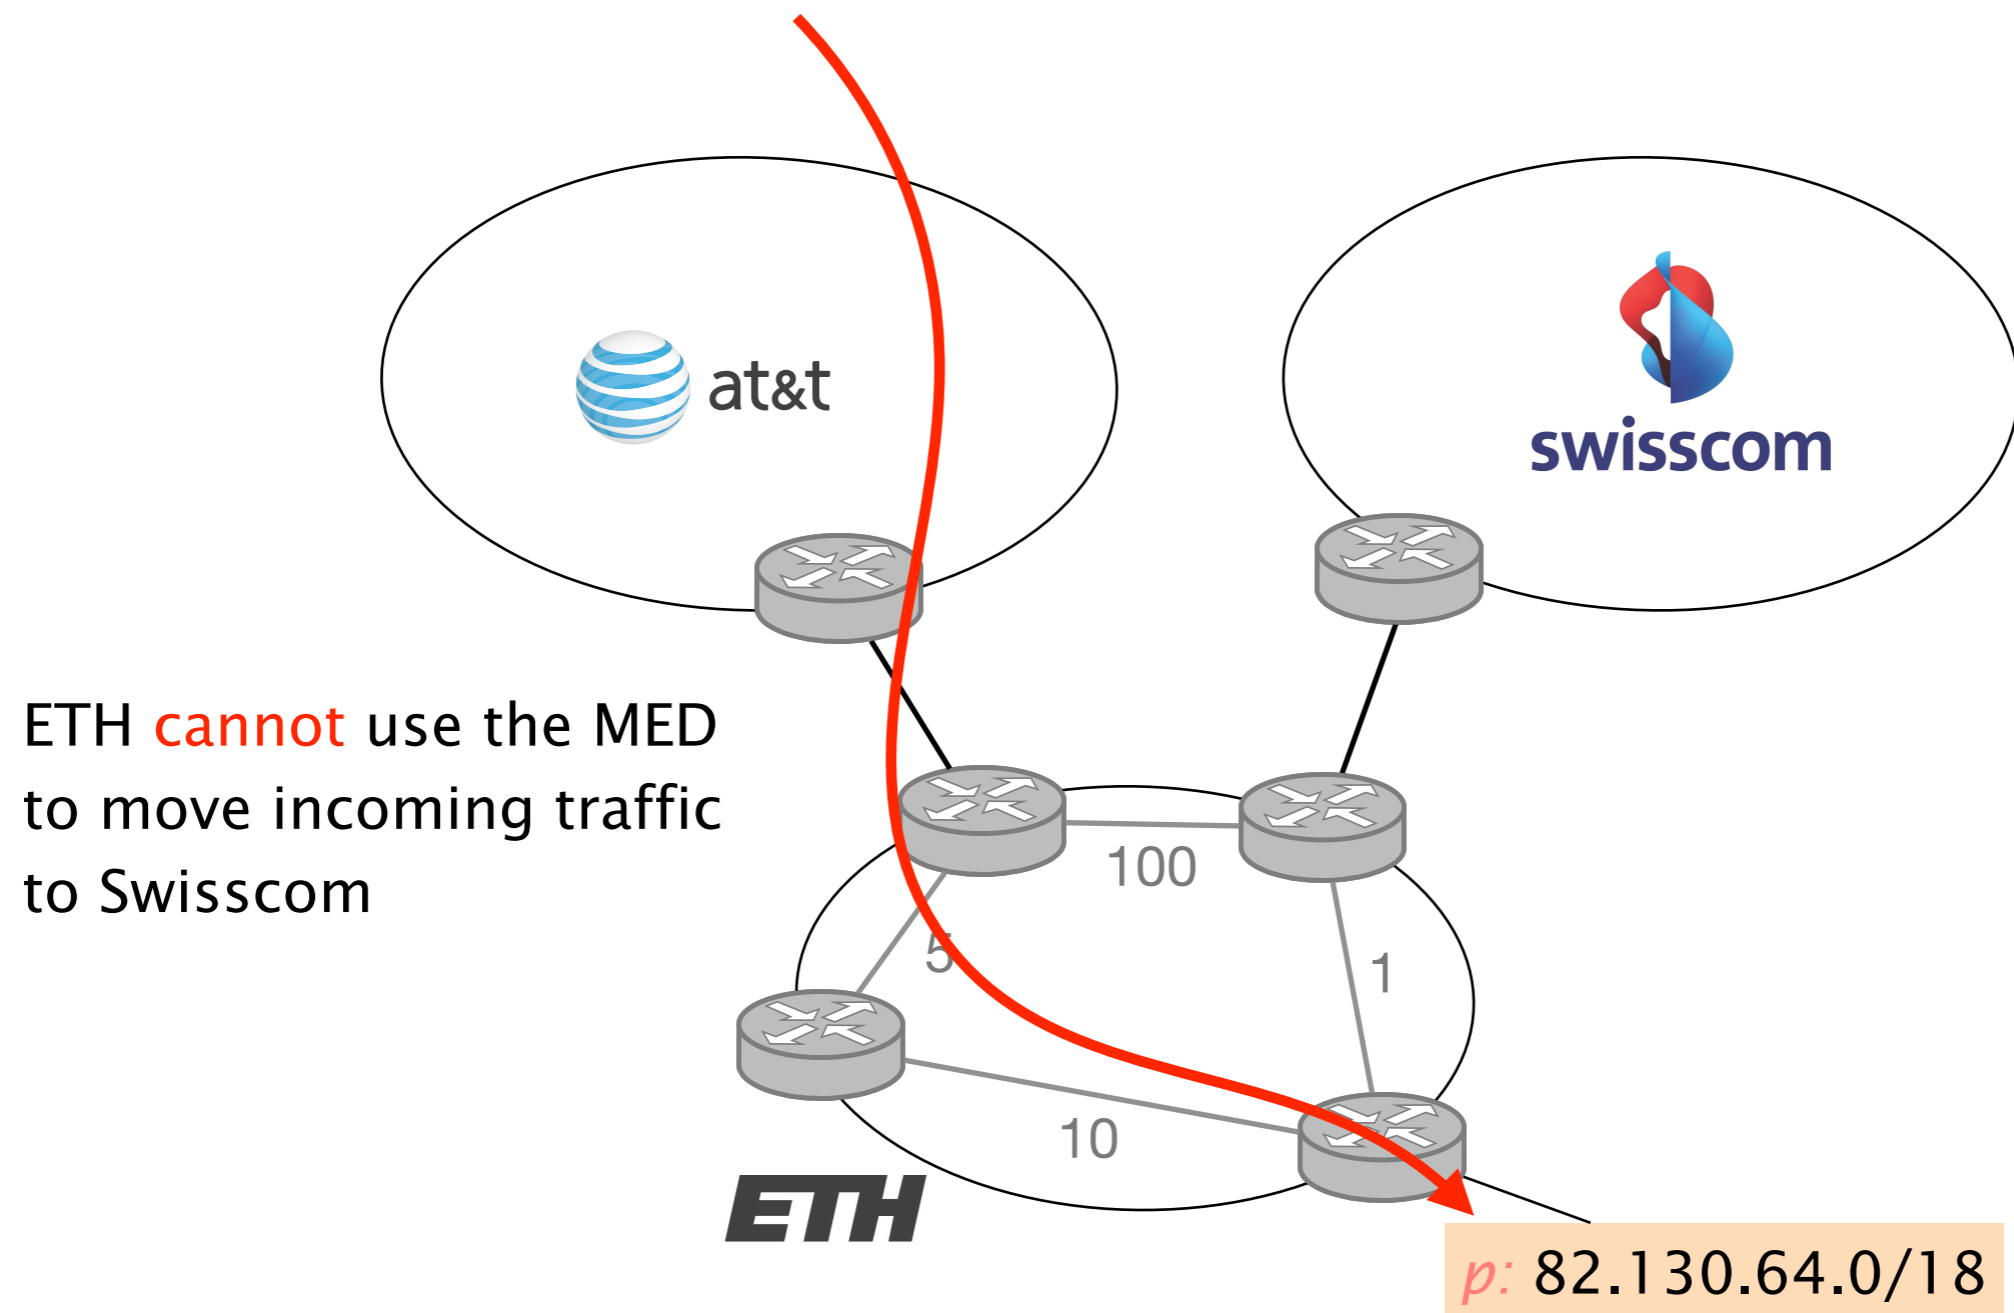 at&t
swisscom
ETH cannot use the MED
to move incoming traffic
to Swisscom
100
5
1
10
ETH
p: 82.130.64.0/18